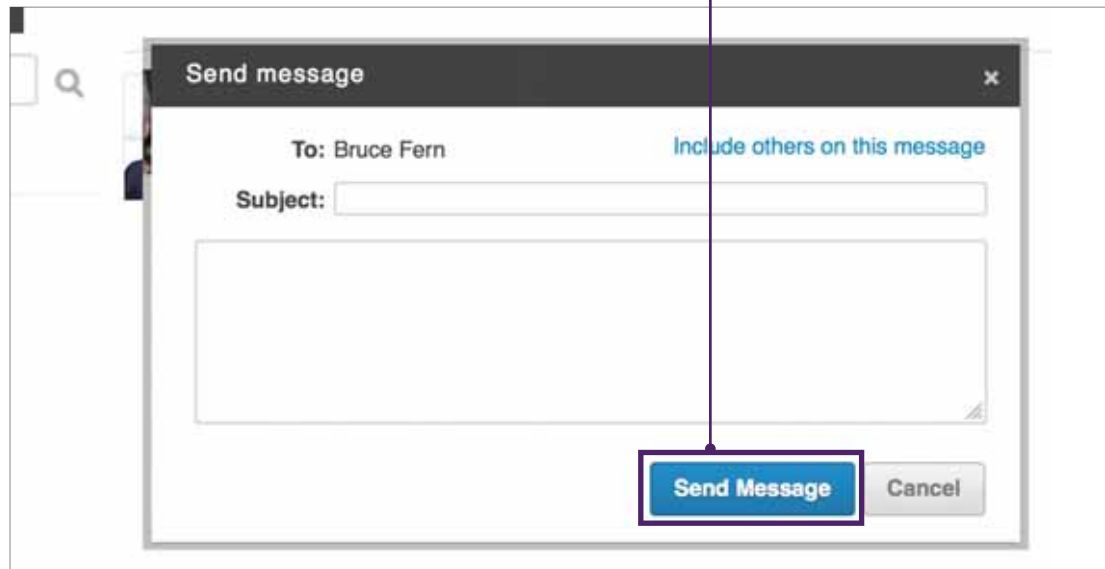 Send message ×
To: Bruce Fern Include others on this message
Subject:
Send Message Cancel